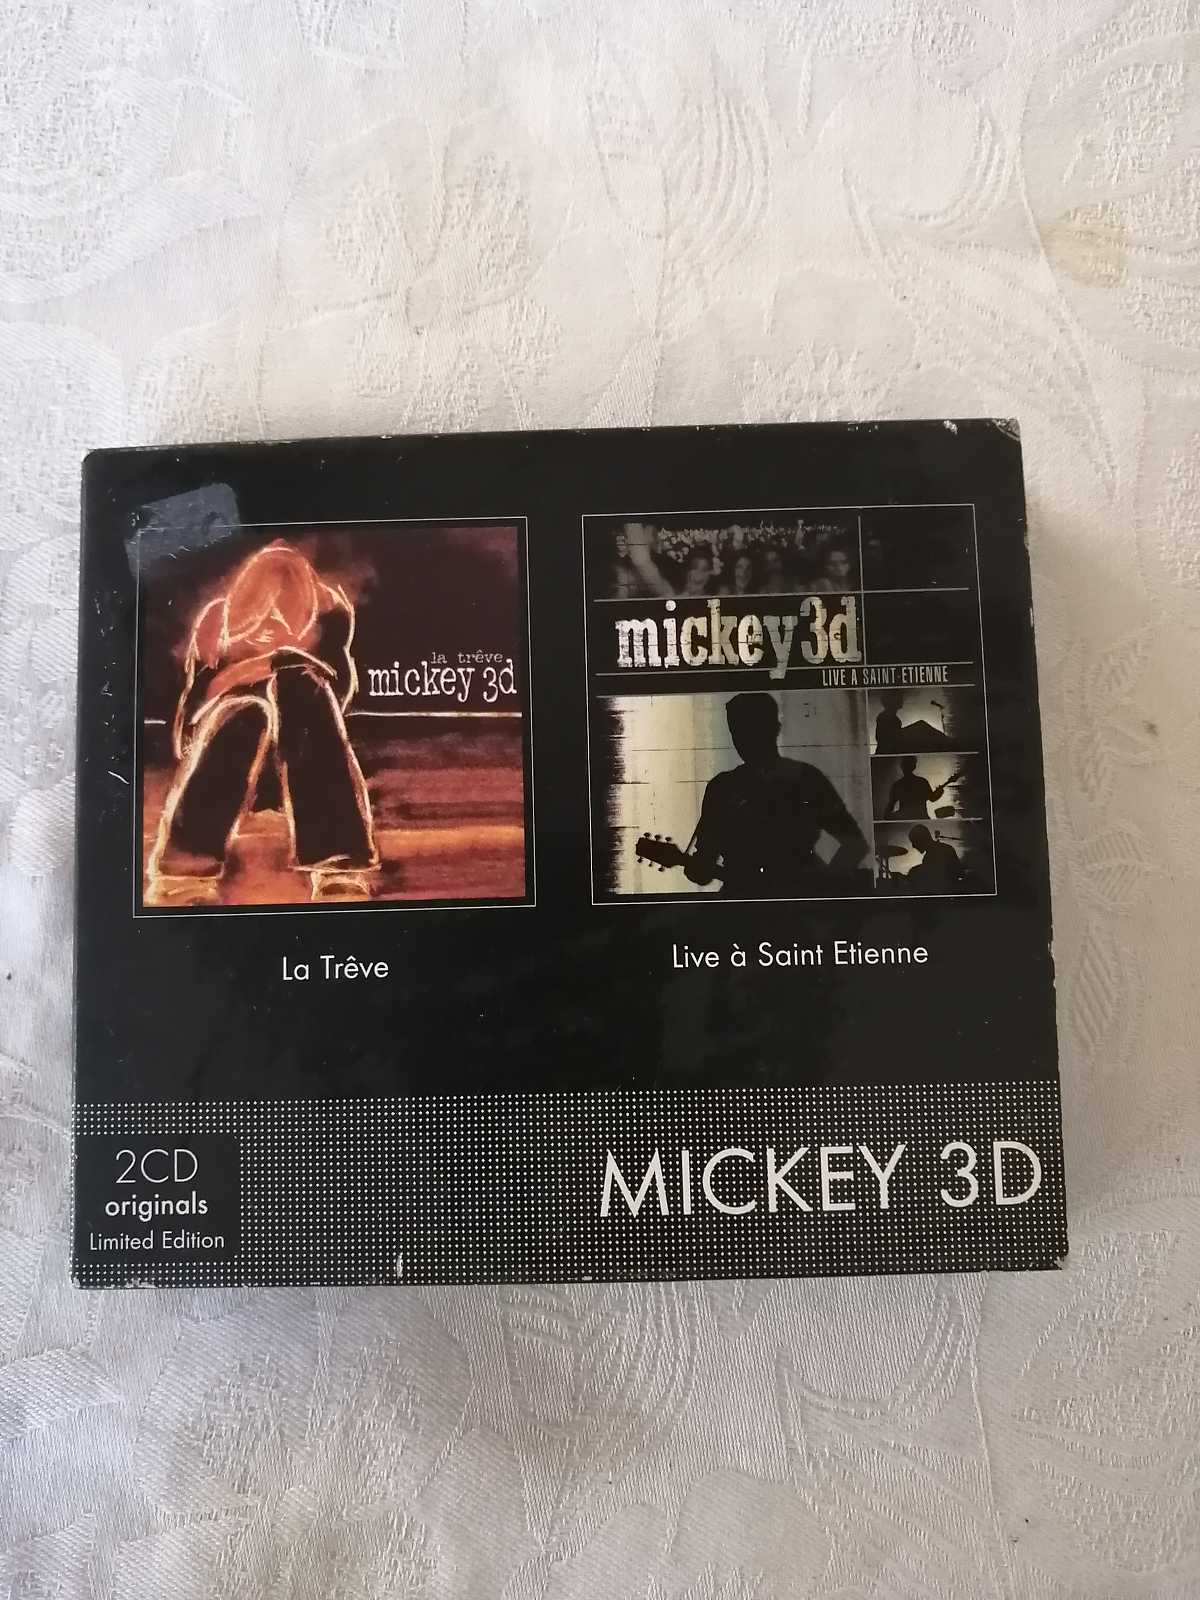 la trêve
mickey 3d
mickey3d
LIVE A SAINT-ETIENNE
La Trêve
Live à Saint Etienne
2CD
originals
Limited Edition
MICKEY 3D